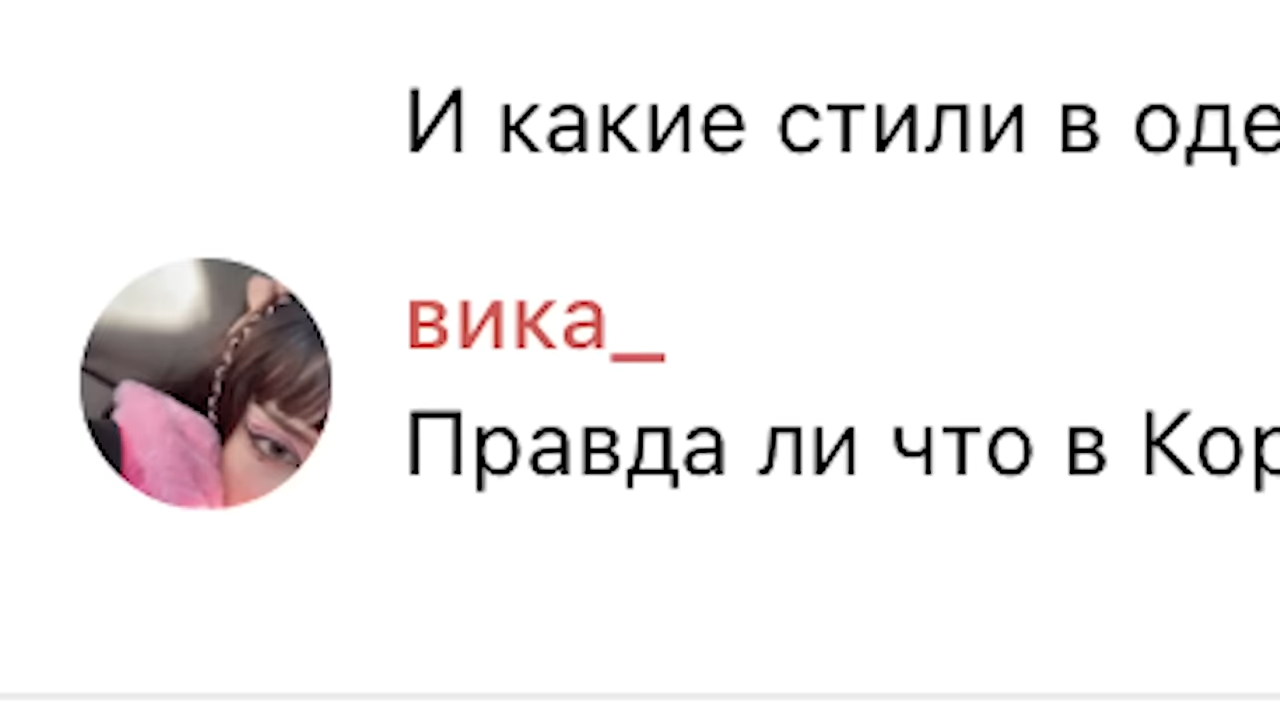 И какие стили в оде
вика_
Правда ли что в Кор